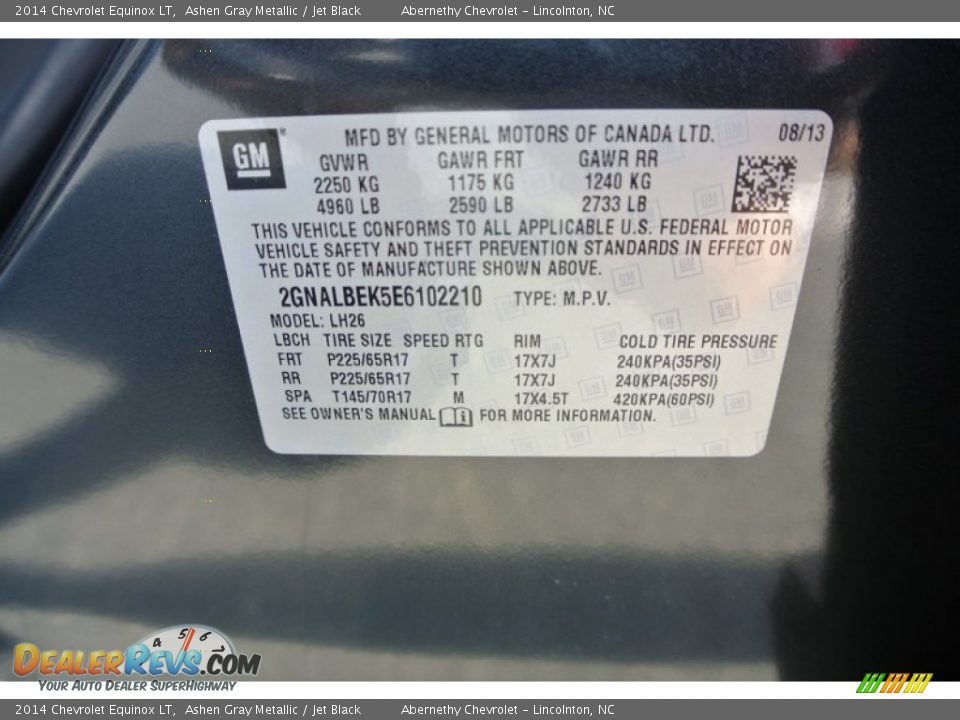 2014 Chevrolet Equinox LT, Ashen Gray Metallic / Jet Black Abernethy Chevrolet - Lincolnton, NC
GM
MFD BY GENERAL MOTORS OF CANADA LTD. 08/13
GVWR GAWR FRT GAWR RR
2250 KG 1175 KG 1240 KG
4960 LB 2590 LB 2733 LB
THIS VEHICLE CONFORMS TO ALL APPLICABLE U.S. FEDERAL MOTOR
VEHICLE SAFETY AND THEFT PREVENTION STANDARDS IN EFFECT ON
THE DATE OF MANUFACTURE SHOWN ABOVE.
2GNALBEK5E6102210 TYPE: M.P.V.
MODEL: LH26
LBCH TIRE SIZE SPEED RTG RIM COLD TIRE PRESSURE
FRT P225/65R17 T 17X7J 240KPA(35PSI)
RR P225/65R17 T 17X7J 240KPA(35PSI)
SPA T145/70R17 M 17X4.5T 420KPA(60PSI)
SEE OWNER'S MANUAL FOR MORE INFORMATION.
4 5 6
DEALERREVS.COM
YOUR AUTO DEALER SUPERHIGHWAY
2014 Chevrolet Equinox LT, Ashen Gray Metallic / Jet Black Abernethy Chevrolet - Lincolnton, NC